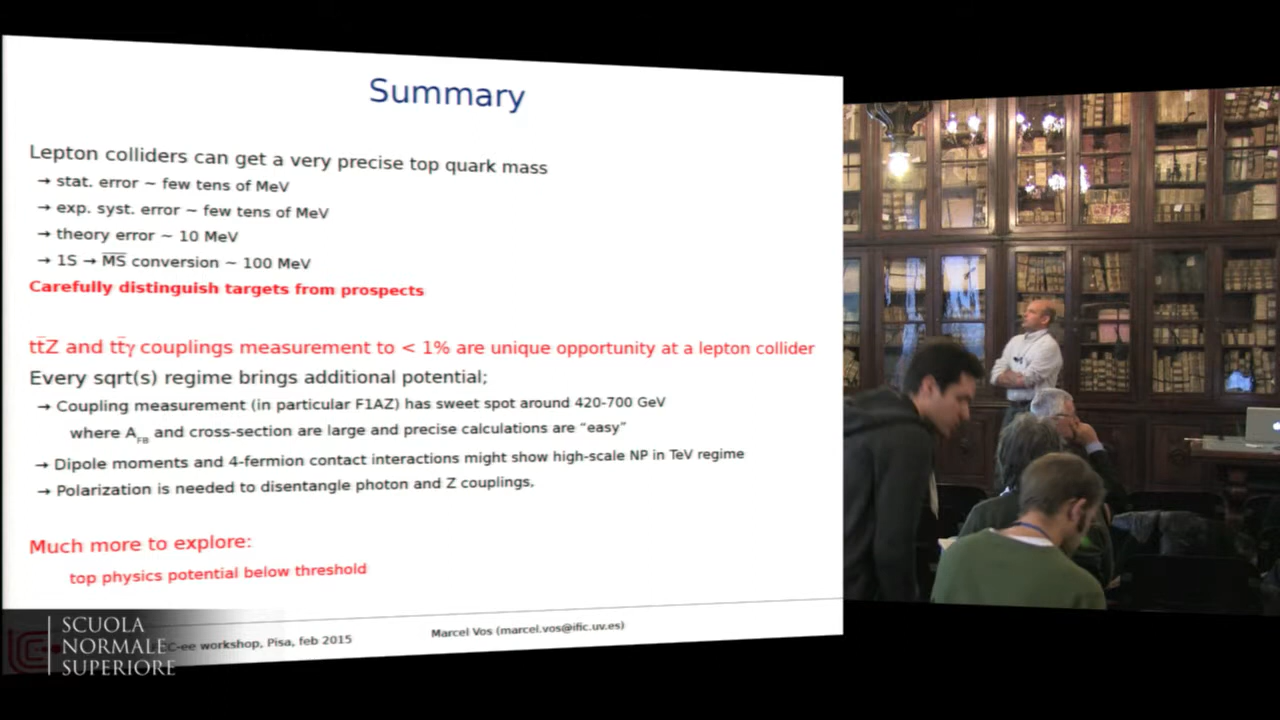 Summary
Lepton colliders can get a very precise top quark mass
→ stat. error ~ few tens of MeV
→ exp. syst. error ~ few tens of MeV
→ theory error ~ 10 MeV
→ 1S → M̅S̅ conversion ~ 100 MeV
Carefully distinguish targets from prospects
tt̄Z and tt̄γ couplings measurement to < 1% are unique opportunity at a lepton collider
Every sqrt(s) regime brings additional potential;
→ Coupling measurement (in particular F1AZ) has sweet spot around 420-700 GeV
where A_FB and cross-section are large and precise calculations are “easy”
→ Dipole moments and 4-fermion contact interactions might show high-scale NP in TeV regime
→ Polarization is needed to disentangle photon and Z couplings,
Much more to explore:
top physics potential below threshold
C-ee workshop, Pisa, feb 2015
Marcel Vos (marcel.vos@ific.uv.es)
SCUOLA
NORMALE
SUPERIORE